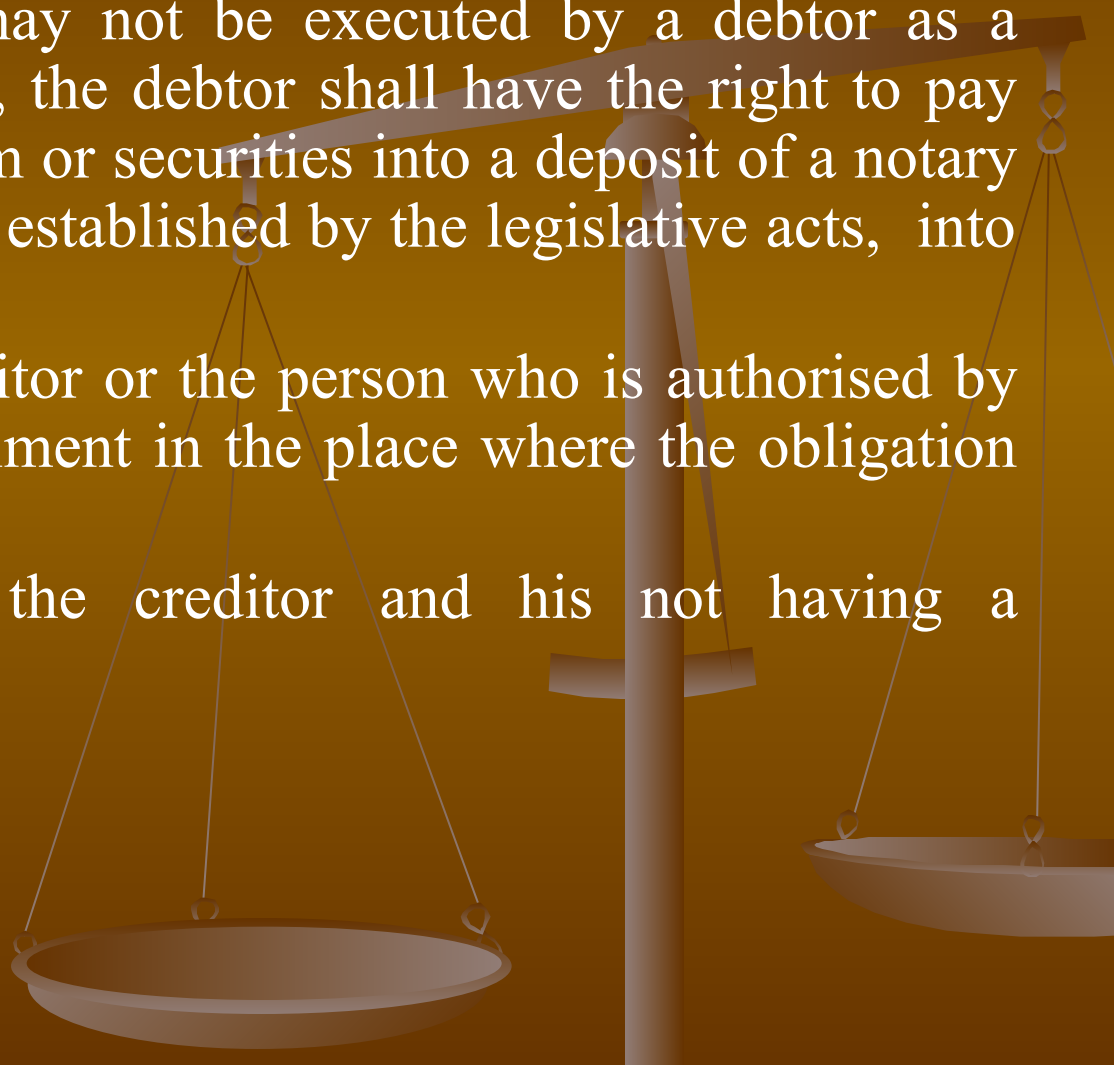 may not be executed by a debtor as a
, the debtor shall have the right to pay
or securities into a deposit of a notary
established by the legislative acts, into
or the person who is authorised by
in the place where the obligation
the creditor and his not having a